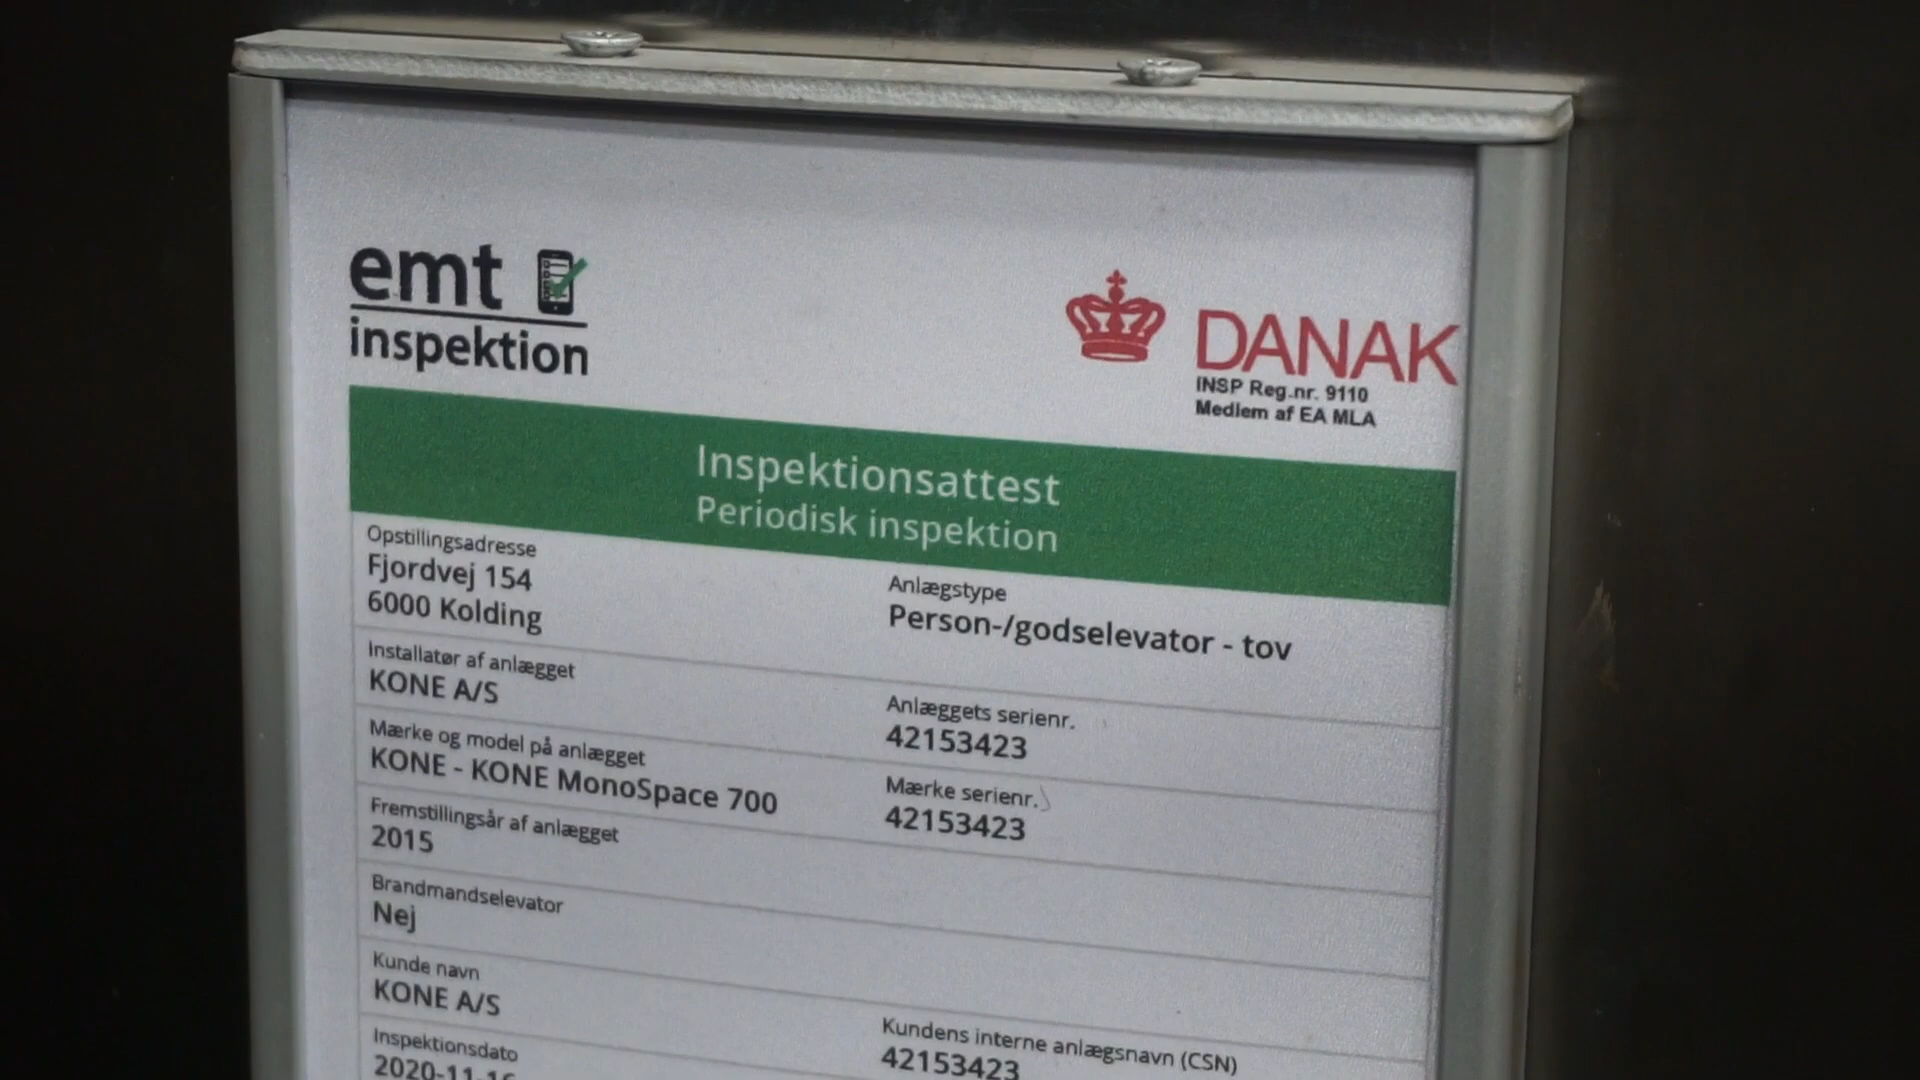 emt
inspektion
DANAK
INSP Reg.nr. 9110
Medlem af EA MLA
Inspektionsattest
Periodisk inspektion
Opstillingsadresse
Fjordvej 154
6000 Kolding
Anlægstype
Person-/godselevator - tov
Installatør af anlægget
KONE A/S
Anlæggets serienr.
42153423
Mærke og model på anlægget
KONE - KONE MonoSpace 700
Mærke serienr.
42153423
Fremstillingsår af anlægget
2015
Brandmandselevator
Nej
Kunde navn
KONE A/S
Kundens interne anlægsnavn (CSN)
42153423
Inspektionsdato
2020-11-16